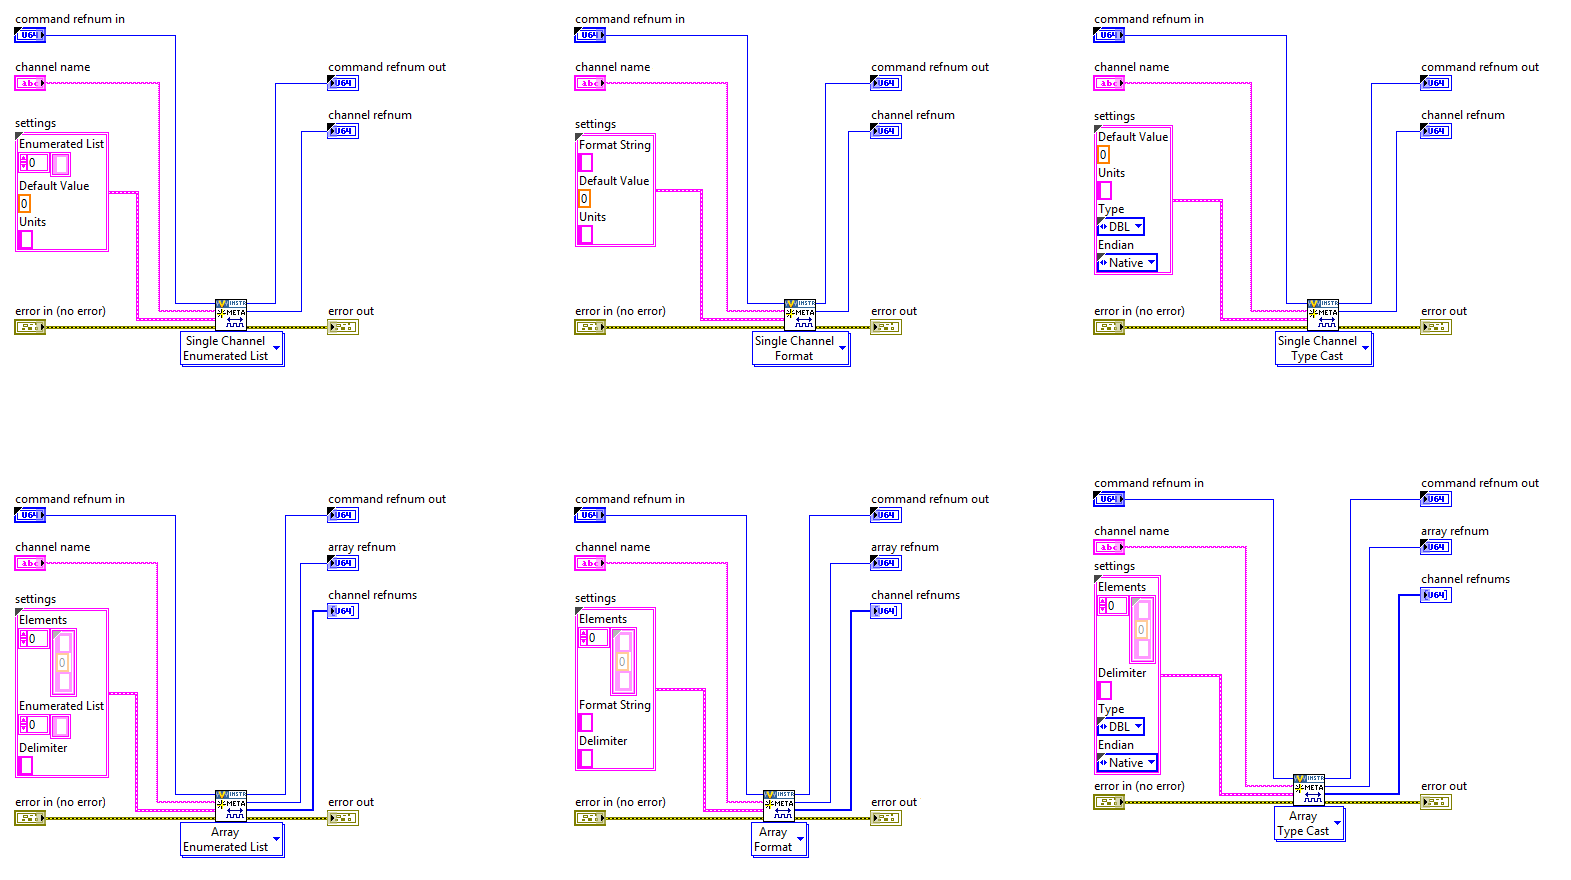 command refnum in
U64
channel name
abc
command refnum out
U64
channel refnum
U64
settings
Enumerated List
0
Default Value
0
Units
error in (no error)
INSTR
META
error out
Single Channel
Enumerated List
command refnum in
U64
channel name
abc
command refnum out
U64
channel refnum
U64
settings
Format String
Default Value
0
Units
error in (no error)
INSTR
META
error out
Single Channel
Format
command refnum in
U64
channel name
abc
command refnum out
U64
channel refnum
U64
settings
Default Value
0
Units
Type
DBL
Endian
Native
error in (no error)
INSTR
META
error out
Single Channel
Type Cast
command refnum in
U64
channel name
abc
command refnum out
U64
array refnum
U64
channel refnums
U64
settings
Elements
0
0
Enumerated List
0
Delimiter
error in (no error)
INSTR
META
error out
Array
Enumerated List
command refnum in
U64
channel name
abc
command refnum out
U64
array refnum
U64
channel refnums
U64
settings
Elements
0
0
Format String
Delimiter
error in (no error)
INSTR
META
error out
Array
Format
command refnum in
U64
channel name
abc
command refnum out
U64
array refnum
U64
channel refnums
U64
settings
Elements
0
0
Delimiter
Type
DBL
Endian
Native
error in (no error)
INSTR
META
error out
Array
Type Cast